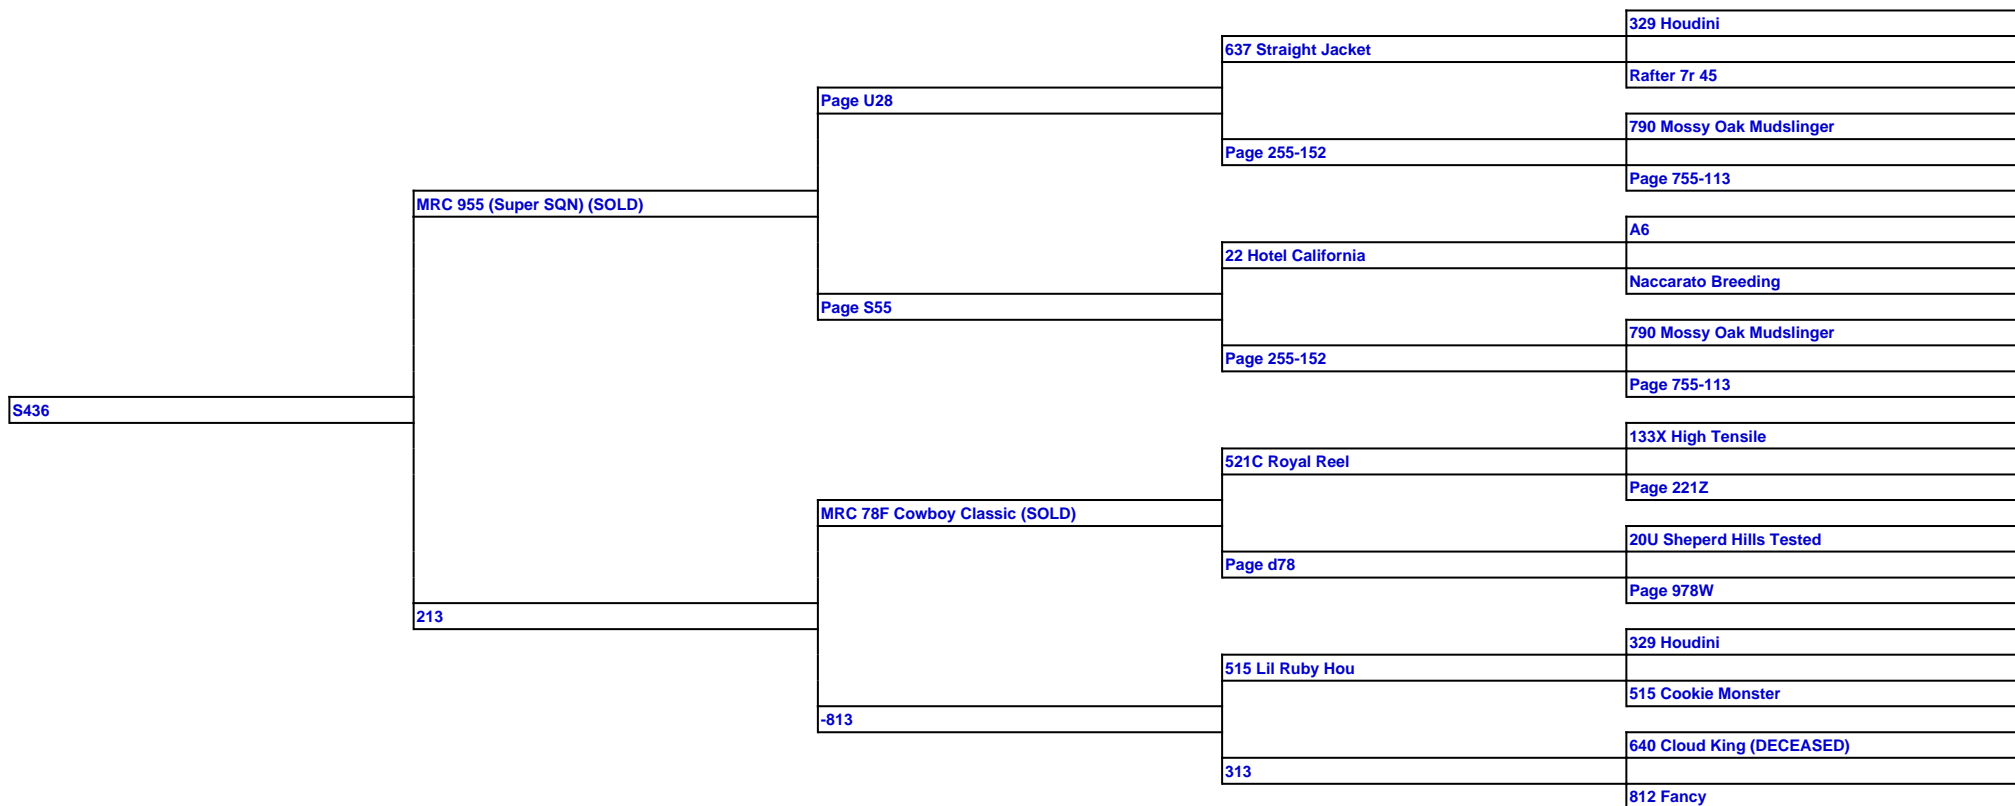 329 Houdini
637 Straight Jacket
Rafter 7r 45
Page U28
790 Mossy Oak Mudslinger
Page 255-152
Page 755-113
MRC 955 (Super SQN) (SOLD)
A6
22 Hotel California
Naccarato Breeding
Page S55
790 Mossy Oak Mudslinger
Page 255-152
Page 755-113
S436
133X High Tensile
521C Royal Reel
Page 221Z
MRC 78F Cowboy Classic (SOLD)
20U Sheperd Hills Tested
Page d78
Page 978W
213
329 Houdini
515 Lil Ruby Hou
515 Cookie Monster
-813
640 Cloud King (DECEASED)
313
812 Fancy